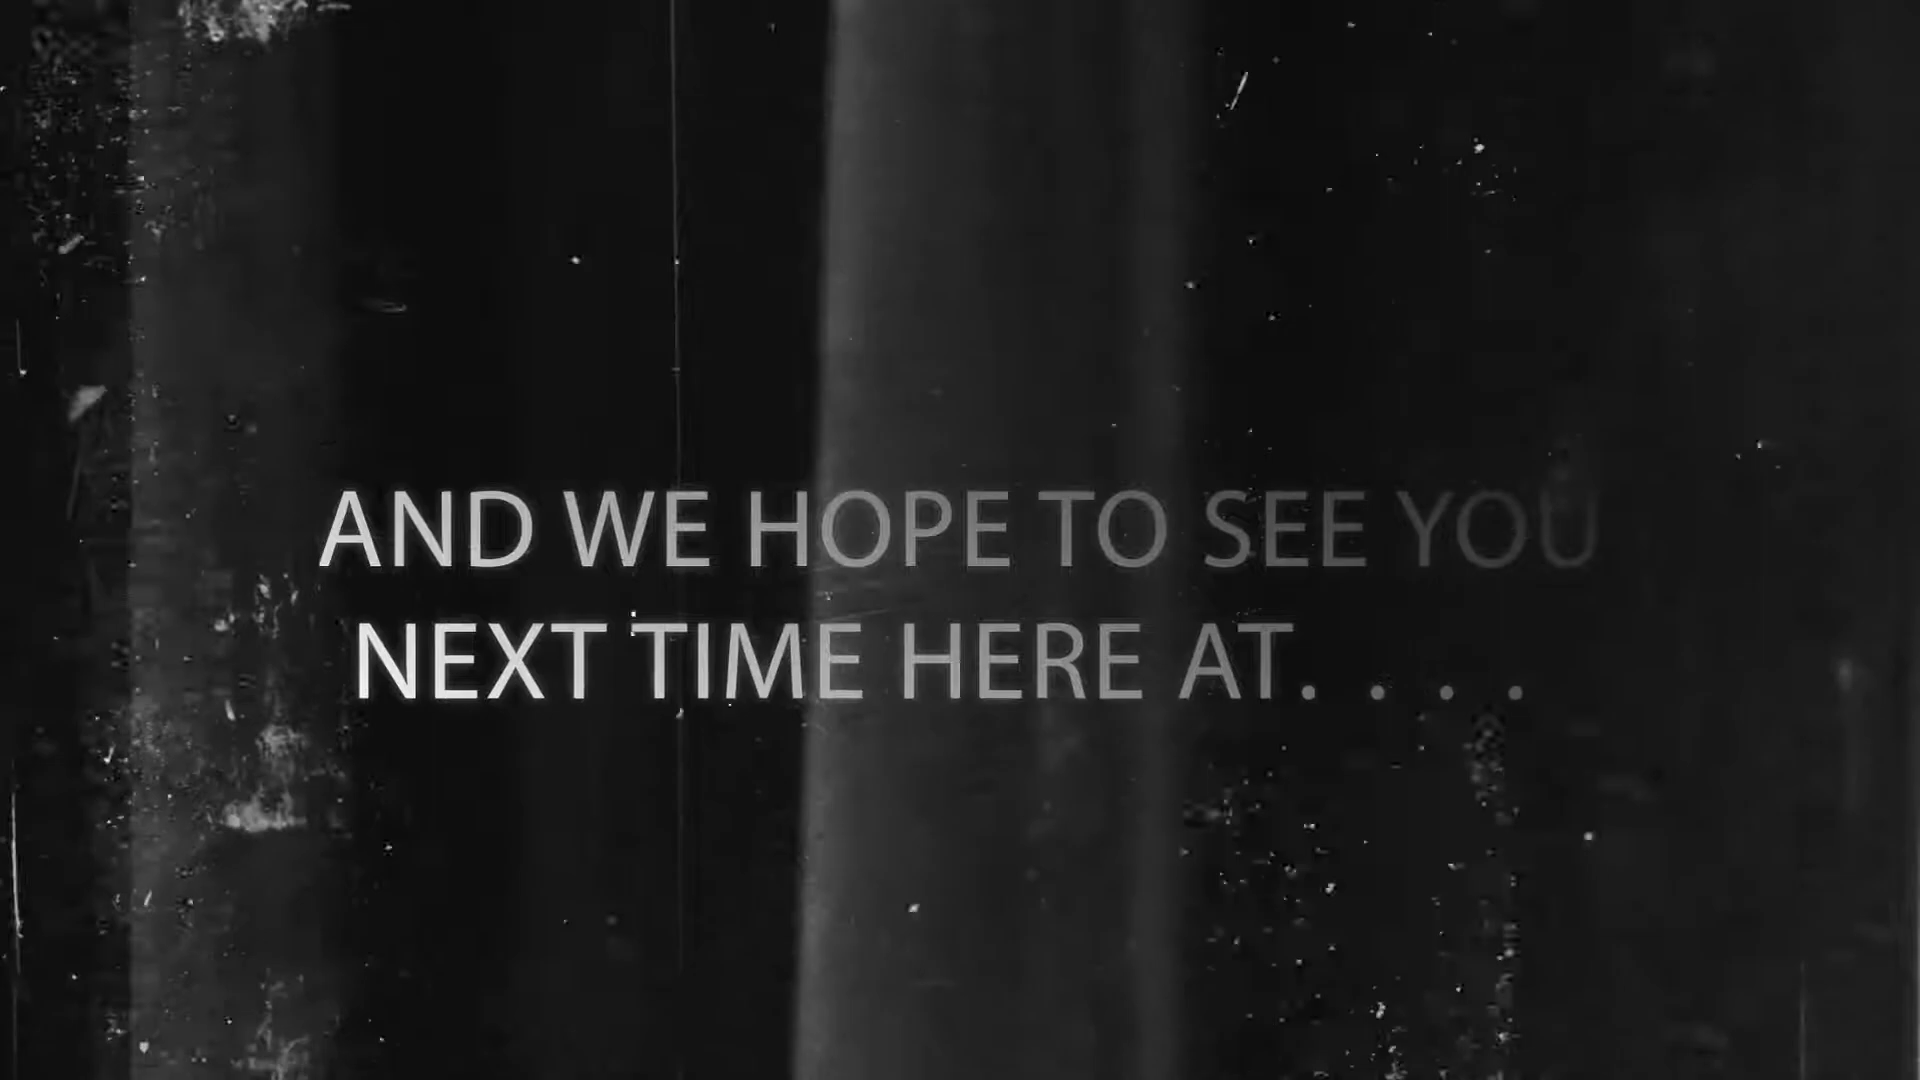 AND WE HOPE TO SEE YOU
NEXT TIME HERE AT. . . .